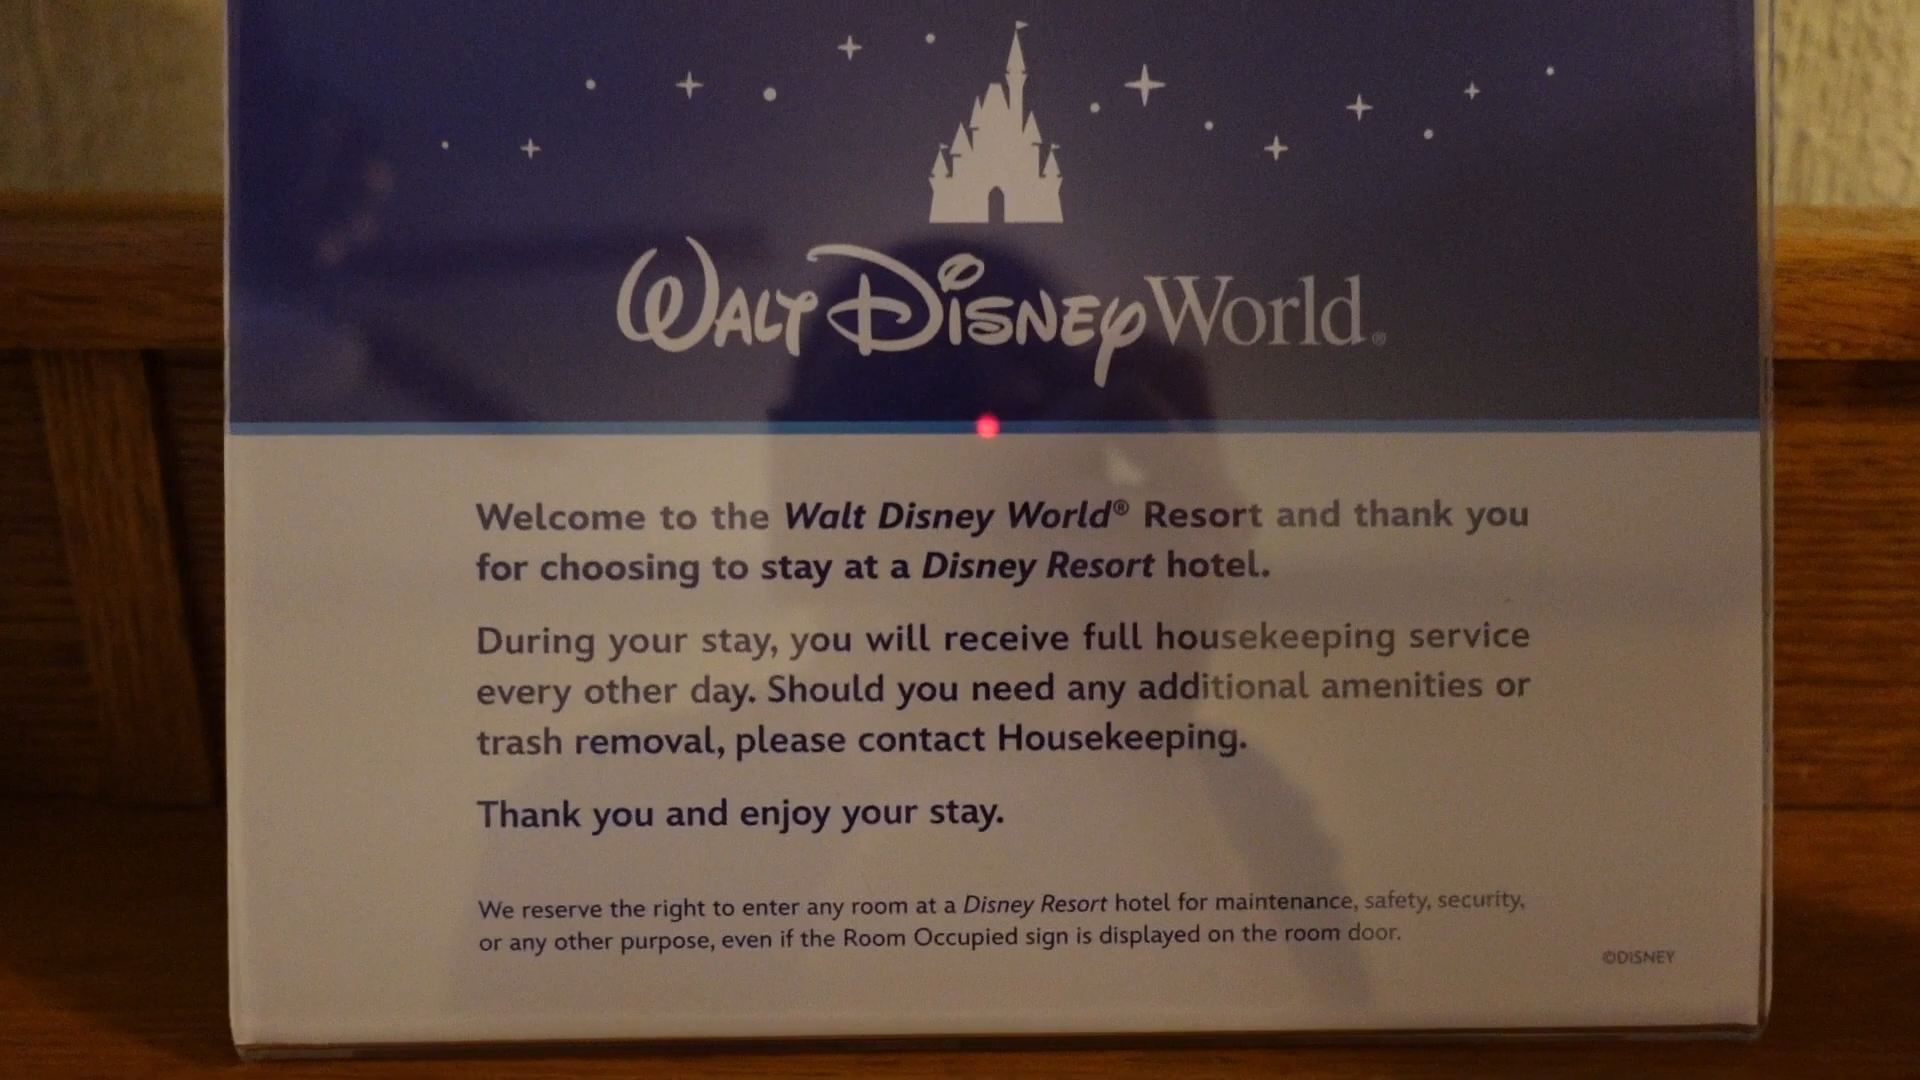 Walt Disney World®
Welcome to the Walt Disney World® Resort and thank you
for choosing to stay at a Disney Resort hotel.
During your stay, you will receive full housekeeping service
every other day. Should you need any additional amenities or
trash removal, please contact Housekeeping.
Thank you and enjoy your stay.
We reserve the right to enter any room at a Disney Resort hotel for maintenance, safety, security,
or any other purpose, even if the Room Occupied sign is displayed on the room door.
©DISNEY